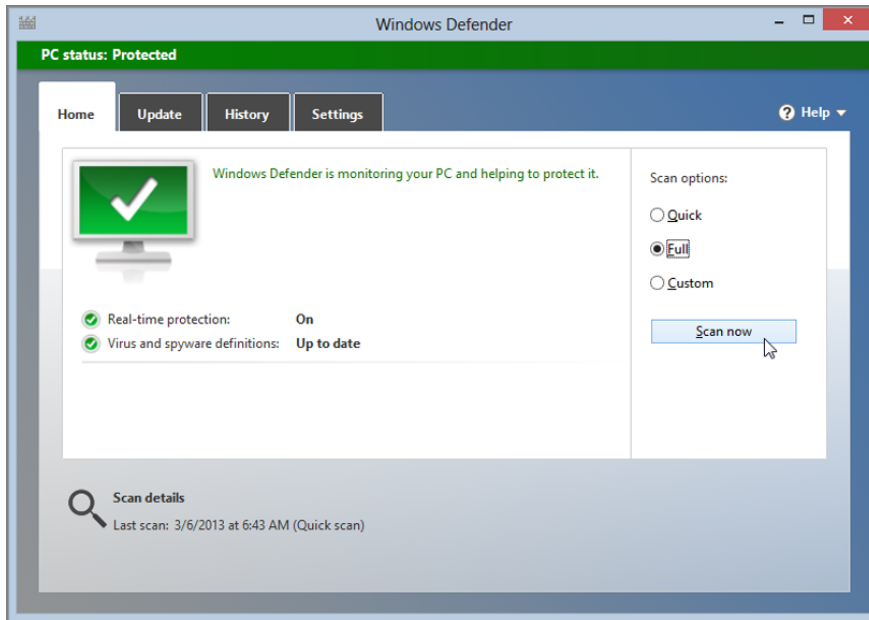 Windows Defender
PC status: Protected
Home
Update
History
Settings
Help
Windows Defender is monitoring your PC and helping to protect it.
Real-time protection: On
Virus and spyware definitions: Up to date
Scan options:
Quick
Full
Custom
Scan now
Scan details
Last scan: 3/6/2013 at 6:43 AM (Quick scan)